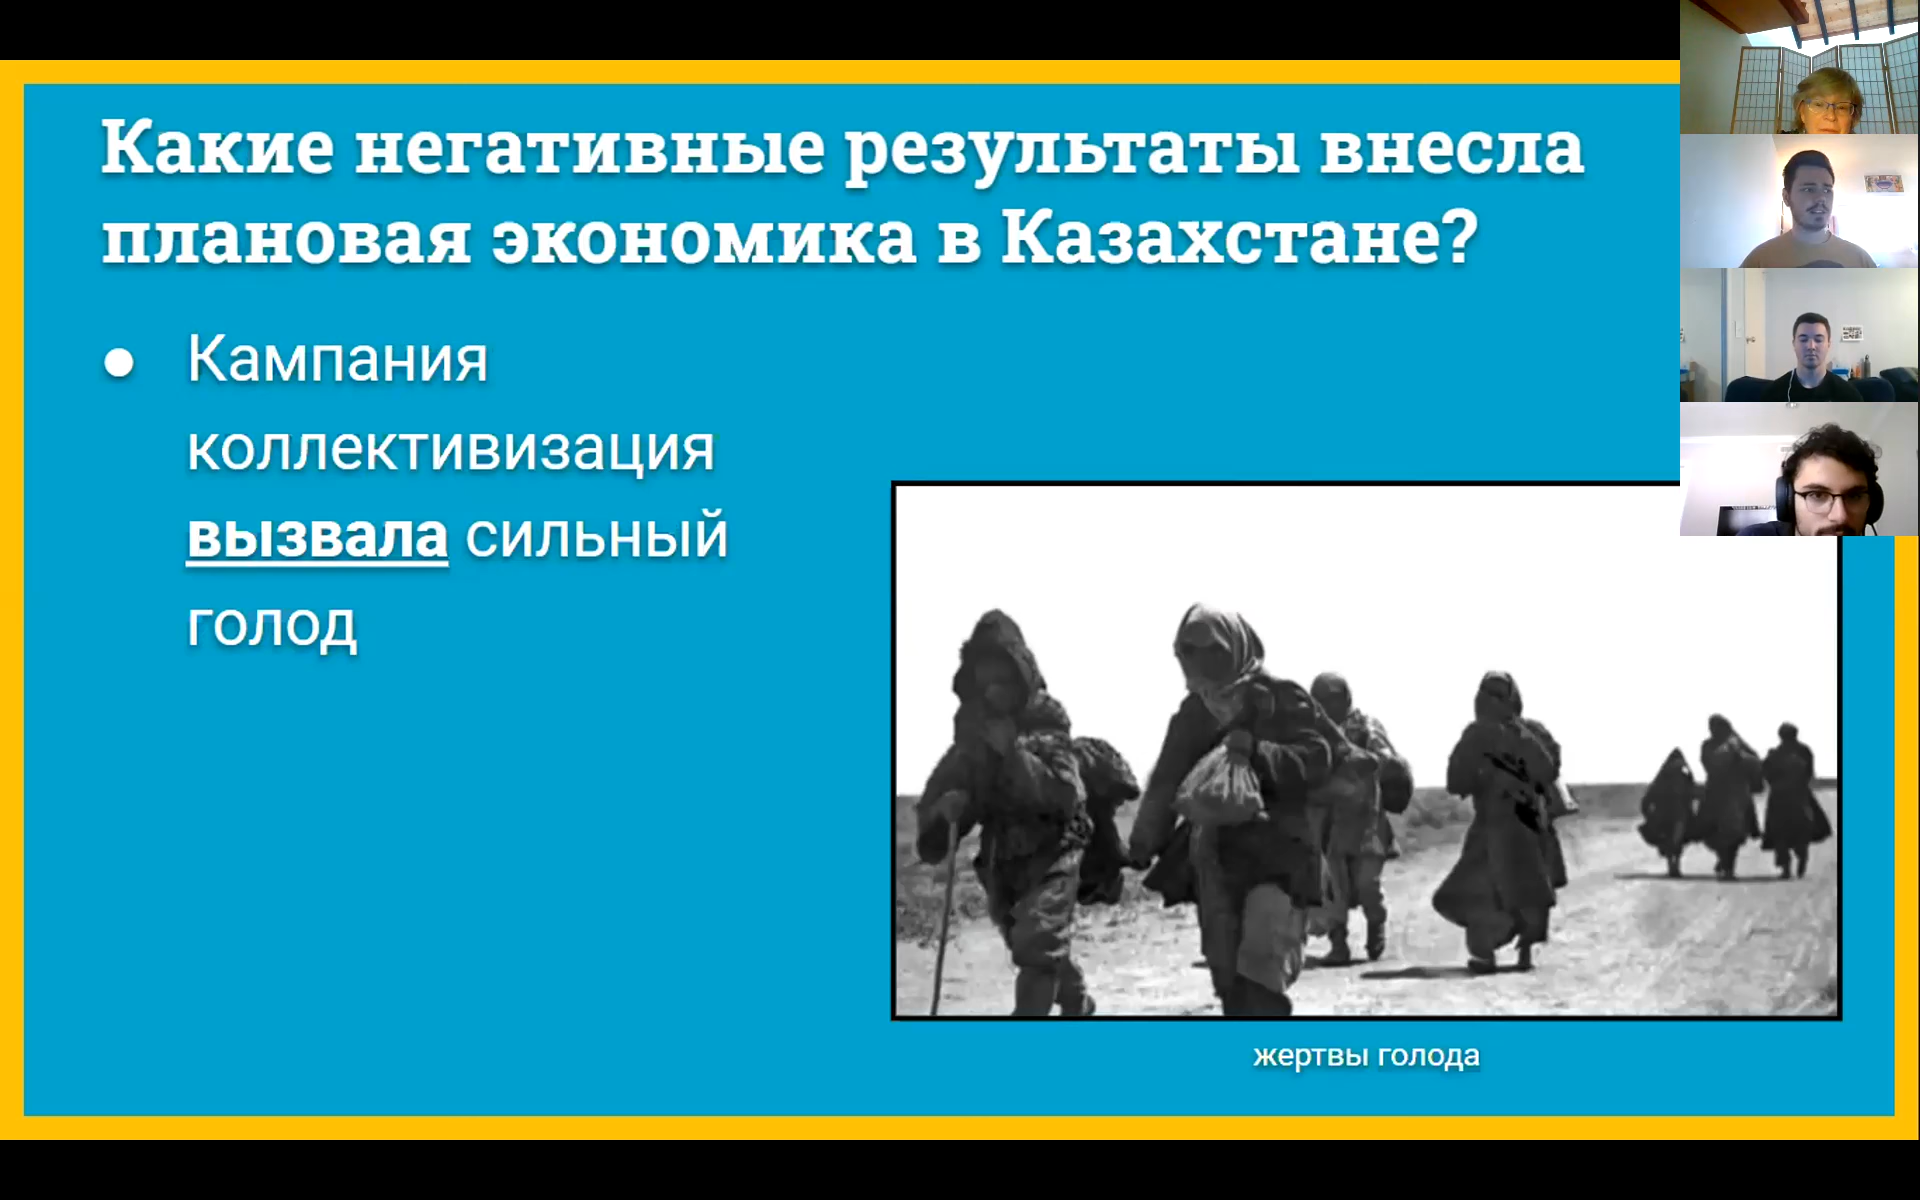 Какие негативные результаты внесла
плановая экономика в Казахстане?
● Кампания
коллективизация
вызвала сильный
голод
жертвы голода